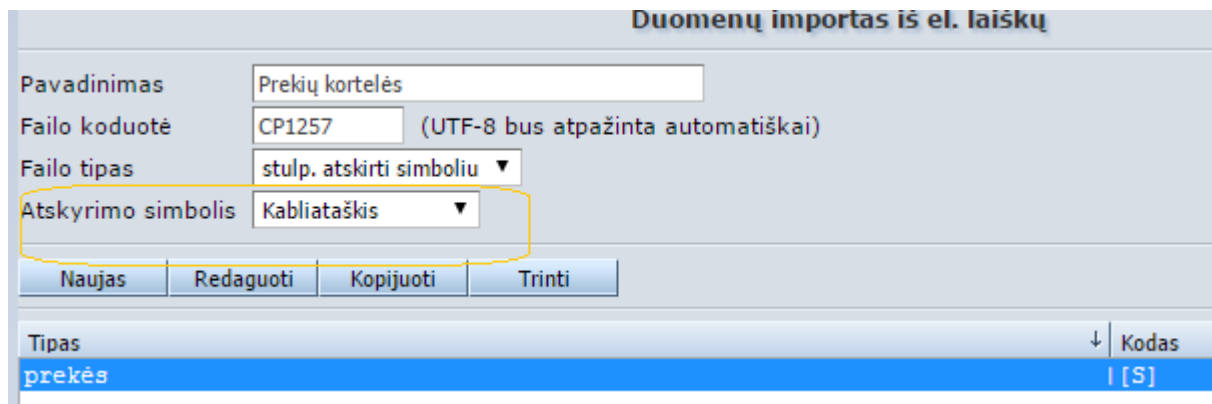 Duomenų importas iš el. laiškų
Pavadinimas Prekių kortelės
Failo koduotė CP1257 (UTF-8 bus atpažinta automatiškai)
Failo tipas stulp. atskirti simboliu
Atskyrimo simbolis Kabliataškis
Naujas Redaguoti Kopijuoti Trinti
Tipas ↓ Kodas
prekės [S]